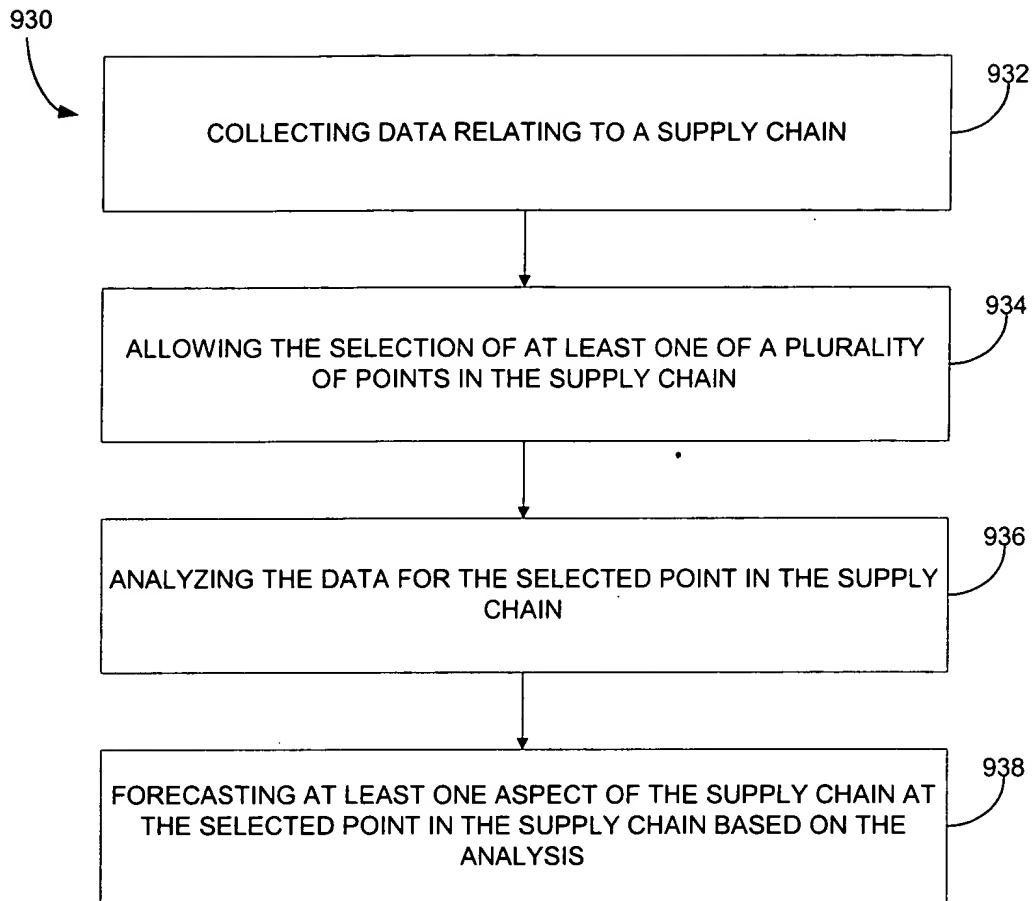 930
932
COLLECTING DATA RELATING TO A SUPPLY CHAIN
934
ALLOWING THE SELECTION OF AT LEAST ONE OF A PLURALITY
OF POINTS IN THE SUPPLY CHAIN
936
ANALYZING THE DATA FOR THE SELECTED POINT IN THE SUPPLY
CHAIN
938
FORECASTING AT LEAST ONE ASPECT OF THE SUPPLY CHAIN AT
THE SELECTED POINT IN THE SUPPLY CHAIN BASED ON THE
ANALYSIS